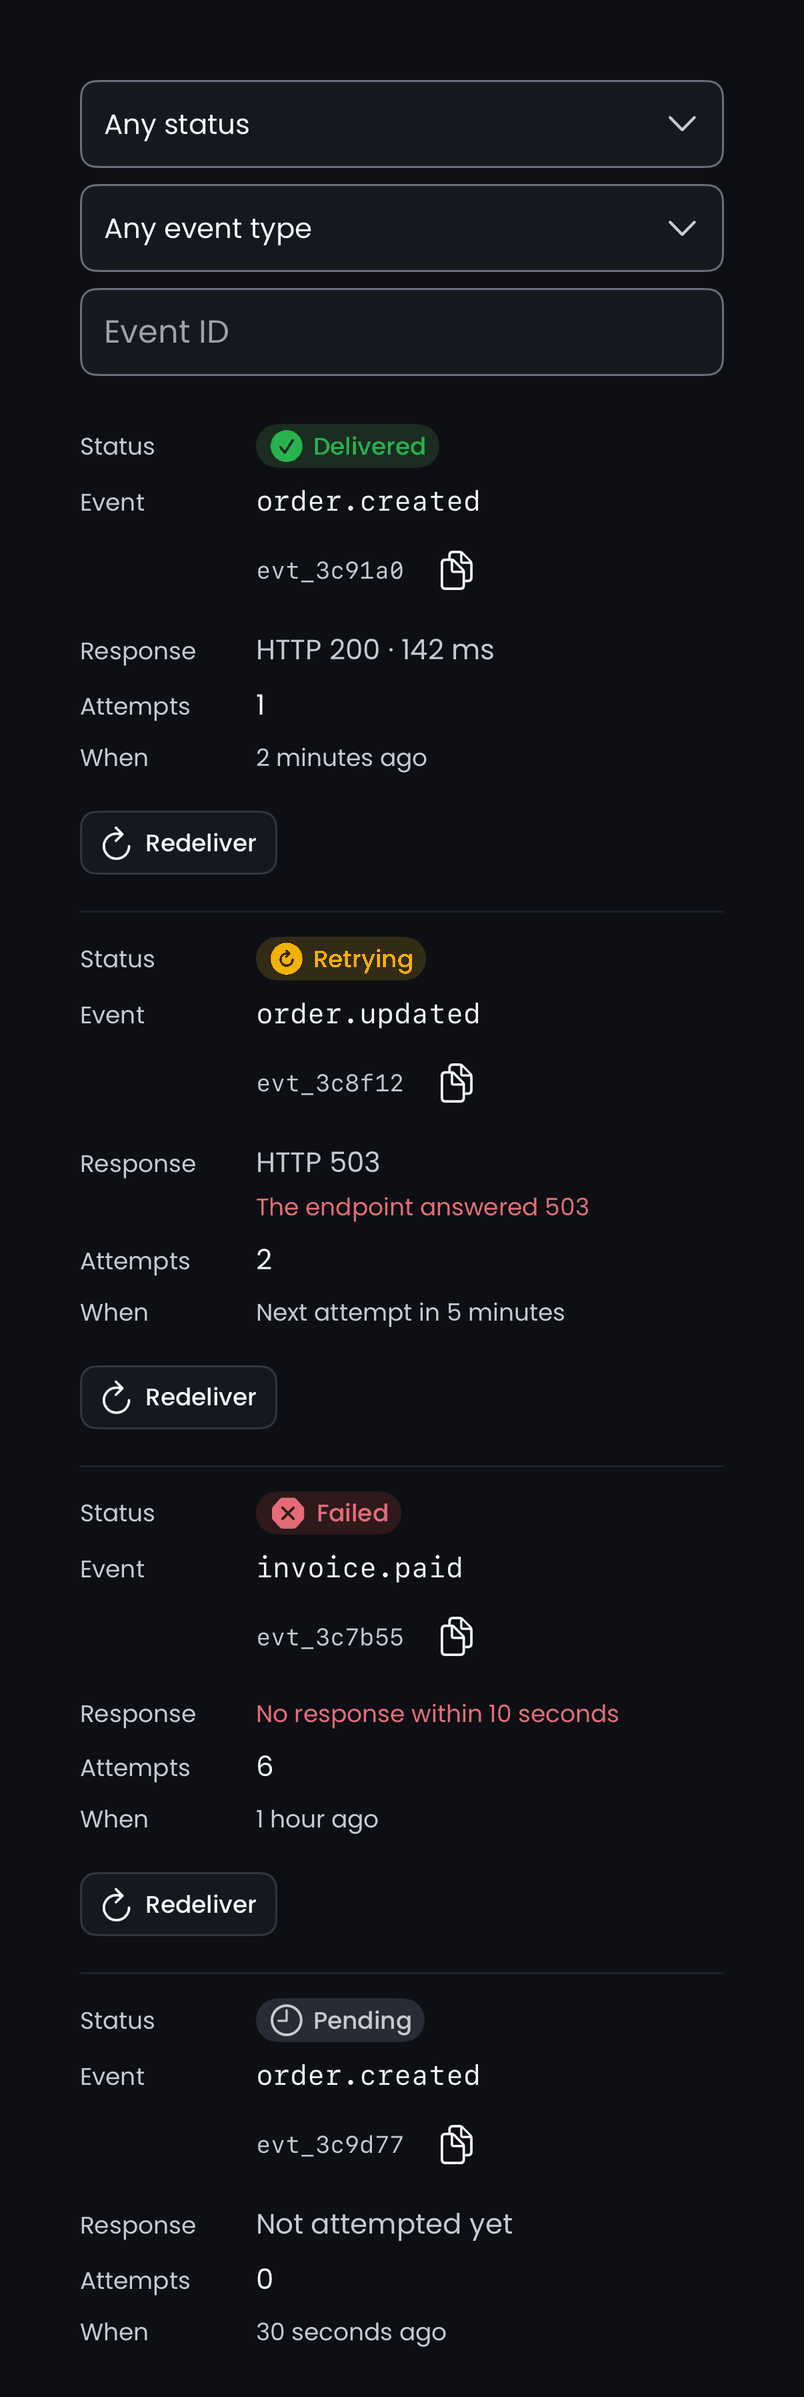 Any status
Any event type
Event ID
Status Delivered
Event order.created
evt_3c91a0
Response HTTP 200 · 142 ms
Attempts 1
When 2 minutes ago
Redeliver
Status Retrying
Event order.updated
evt_3c8f12
Response HTTP 503
The endpoint answered 503
Attempts 2
When Next attempt in 5 minutes
Redeliver
Status Failed
Event invoice.paid
evt_3c7b55
Response No response within 10 seconds
Attempts 6
When 1 hour ago
Redeliver
Status Pending
Event order.created
evt_3c9d77
Response Not attempted yet
Attempts 0
When 30 seconds ago